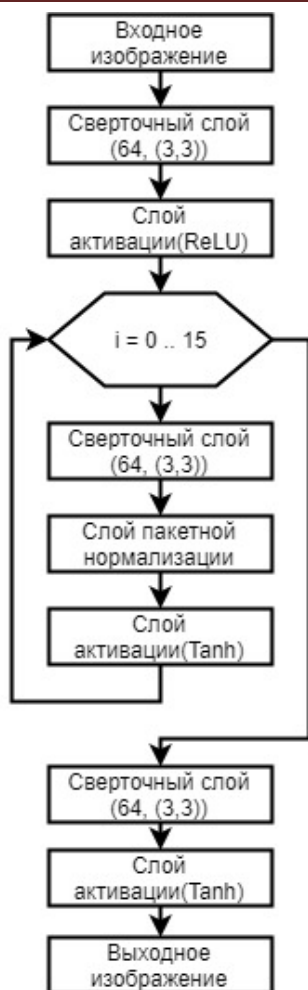 Входное
изображение
Сверточный слой
(64, (3,3))
Слой
активации(ReLU)
i = 0 .. 15
Сверточный слой
(64, (3,3))
Слой пакетной
нормализации
Слой
активации(Tanh)
Сверточный слой
(64, (3,3))
Слой
активации(Tanh)
Выходное
изображение